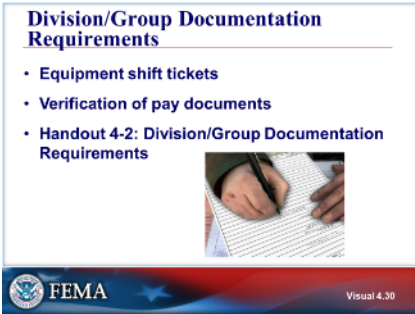 Division/Group Documentation
Requirements
• Equipment shift tickets
• Verification of pay documents
• Handout 4-2: Division/Group Documentation
Requirements
FEMA
Visual 4.30